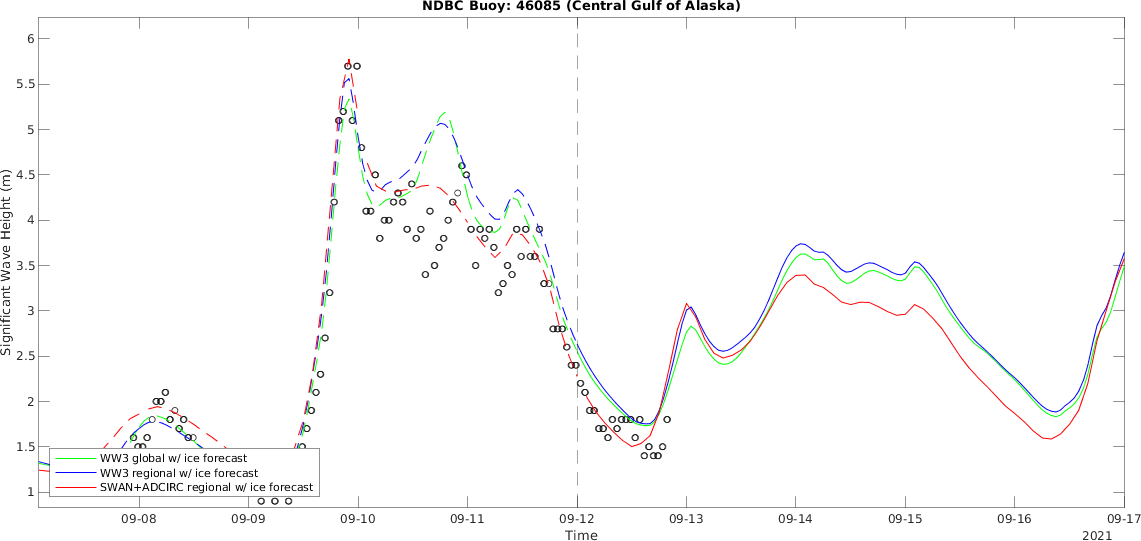 NDBC Buoy: 46085 (Central Gulf of Alaska)
Significant Wave Height (m)
6
5.5
5
4.5
4
3.5
3
2.5
2
1.5
1
WW3 global w/ ice forecast
WW3 regional w/ ice forecast
SWAN+ADCIRC regional w/ ice forecast
09-08 09-09 09-10 09-11 09-12 09-13 09-14 09-15 09-16 09-17
Time
2021